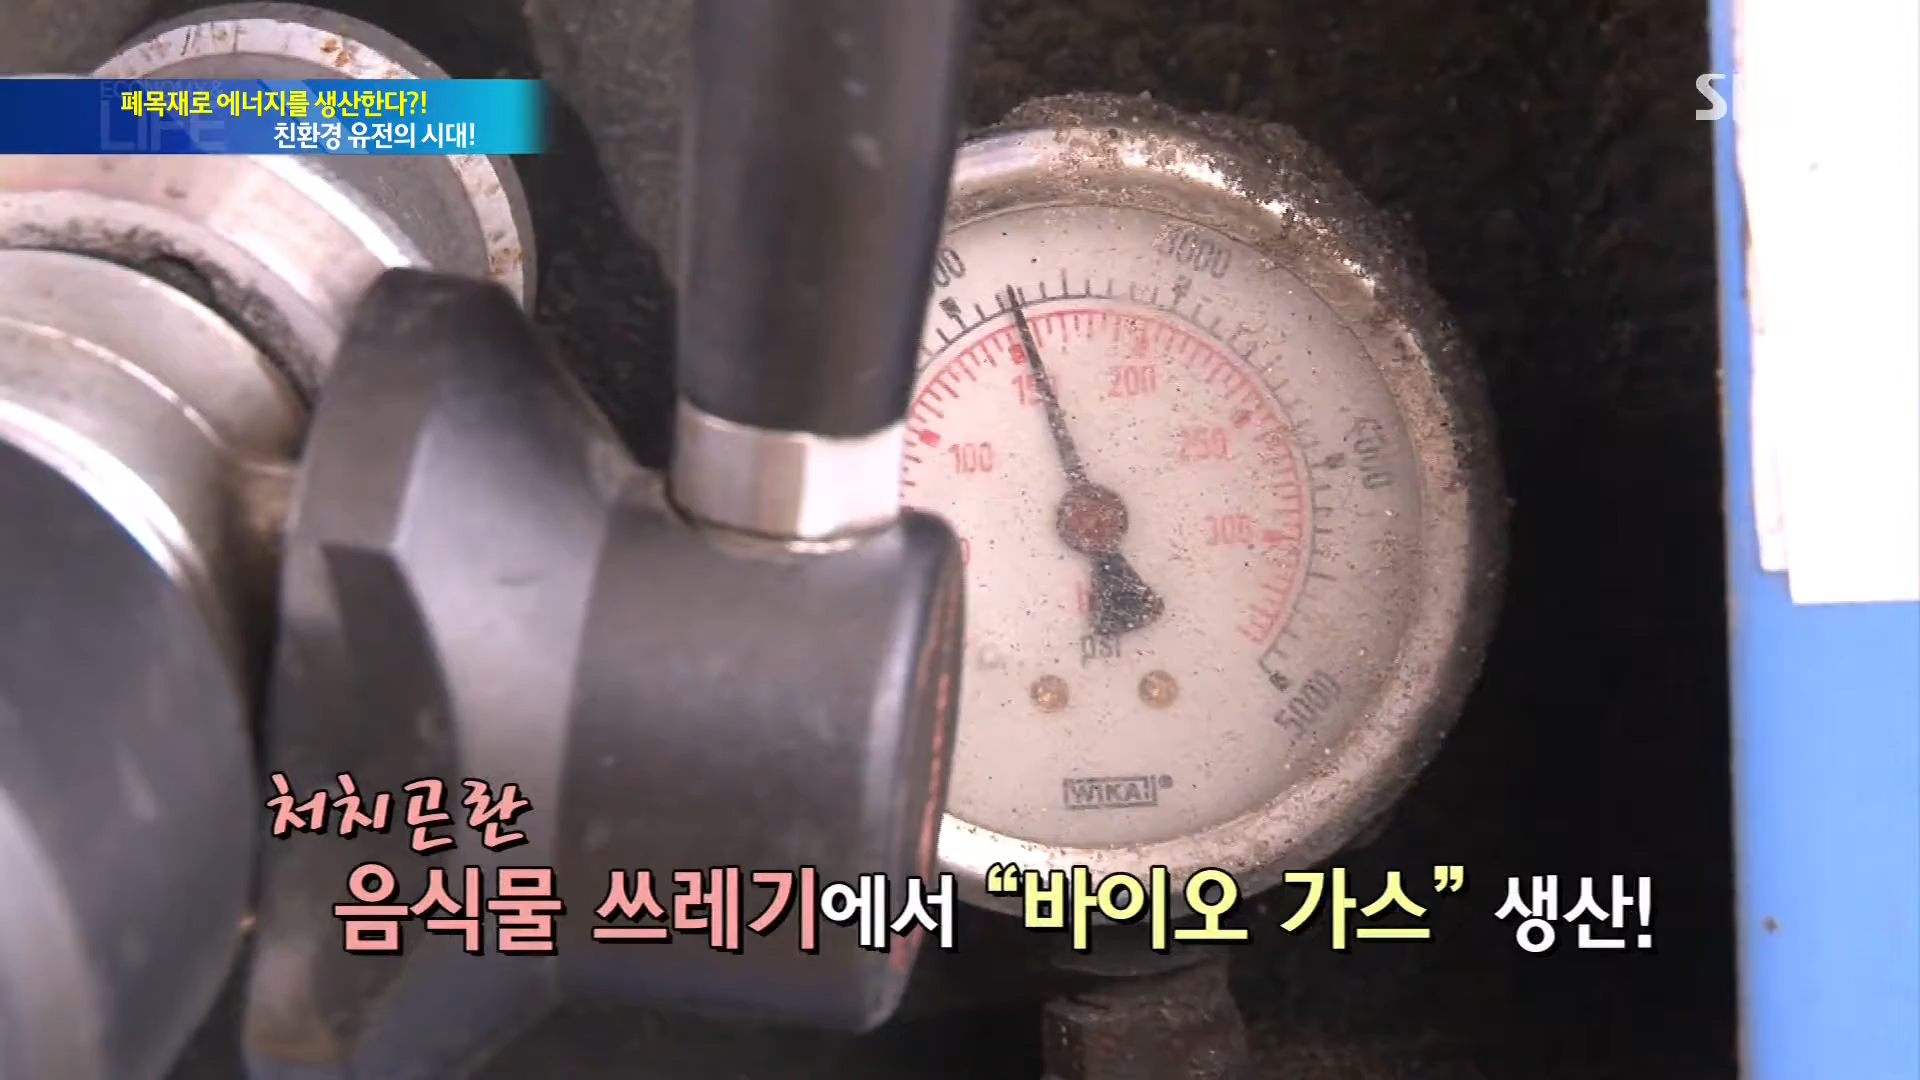 ECONOMY&
LIFE
폐목재로 에너지를 생산한다?!
친환경 유전의 시대!
3000
4000
5000
100
150
200
250
300
psi
WIKA®
처치곤란
음식물 쓰레기에서 “바이오 가스” 생산!